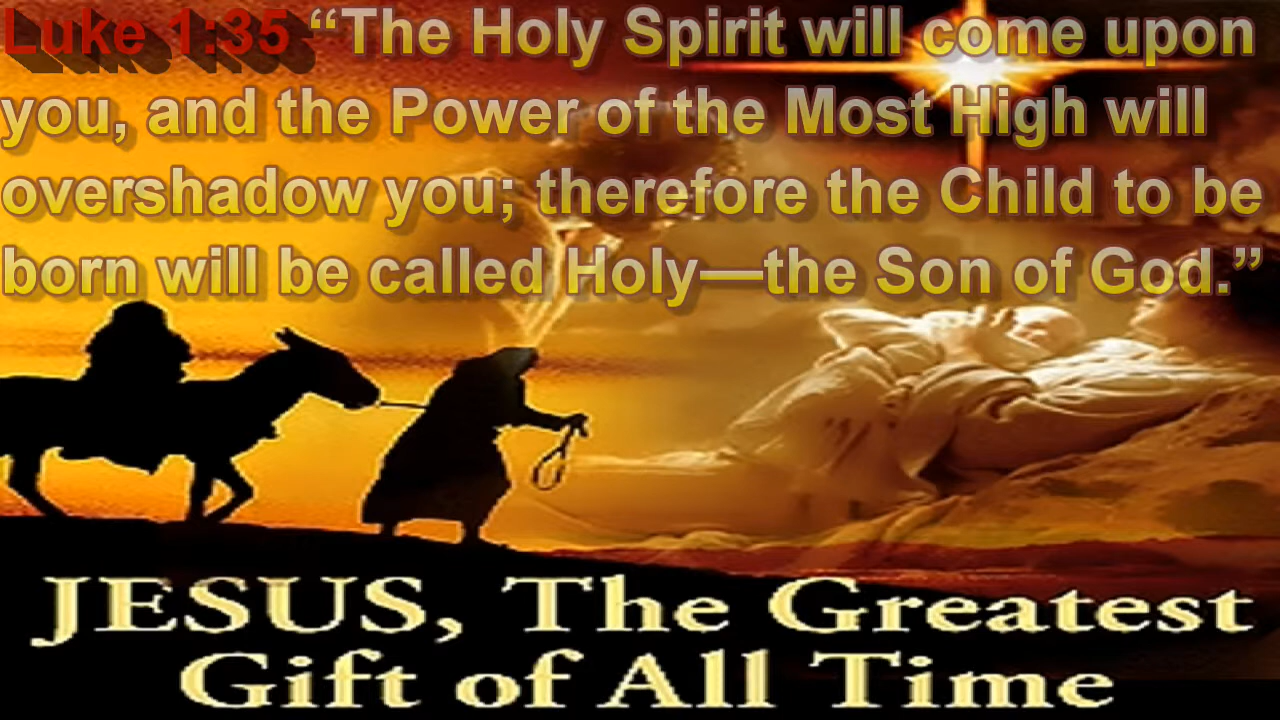 Luke 1:35 “The Holy Spirit will come upon
you, and the Power of the Most High will
overshadow you; therefore the Child to be
born will be called Holy—the Son of God.”
JESUS, The Greatest
Gift of All Time